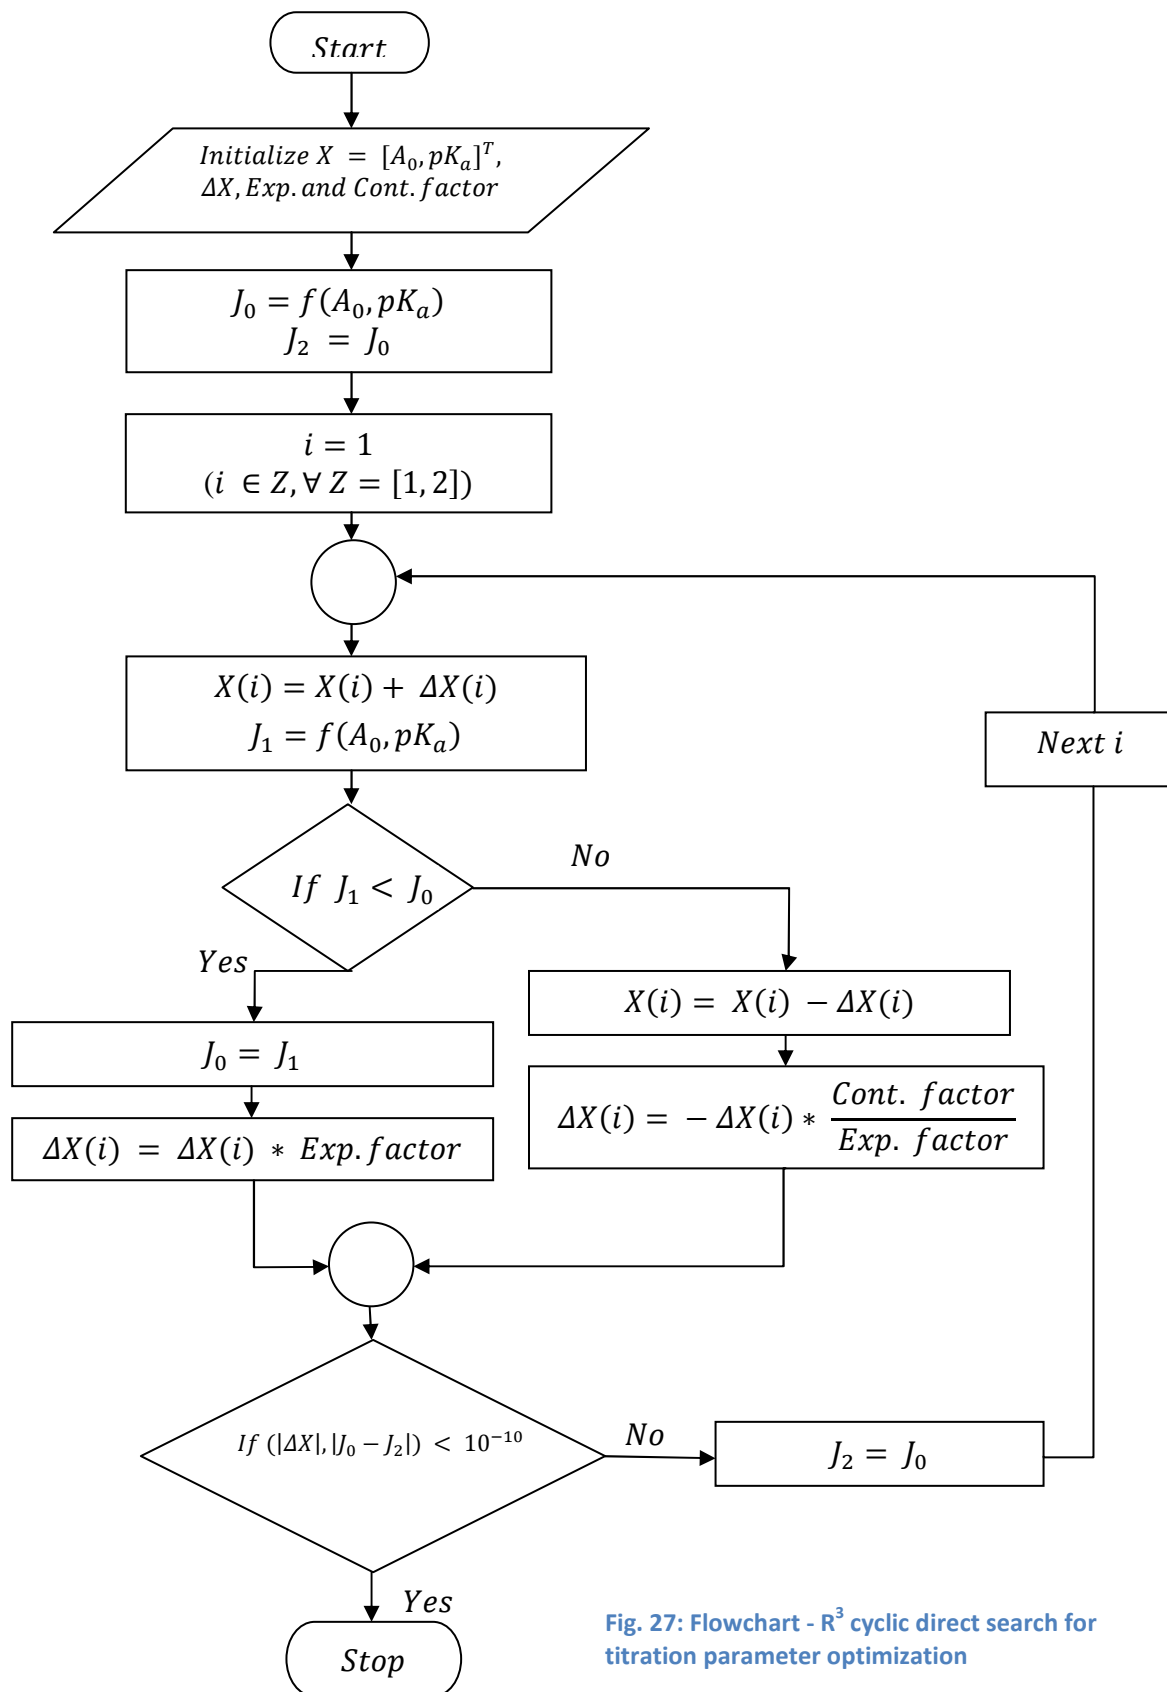 Start
Initialize X = [A₀, pKₐ]ᵀ,
ΔX, Exp. and Cont. factor
J₀ = f(A₀, pKₐ)
J₂ = J₀
i = 1
(i ∈ Z, ∀ Z = [1, 2])
X(i) = X(i) + ΔX(i)
J₁ = f(A₀, pKₐ)
Next i
If J₁ < J₀
No
Yes
X(i) = X(i) − ΔX(i)
J₀ = J₁
ΔX(i) = − ΔX(i) * Cont. factor / Exp. factor
ΔX(i) = ΔX(i) * Exp. factor
If (|ΔX|, |J₀ − J₂|) < 10⁻¹⁰
No
J₂ = J₀
Yes
Stop
Fig. 27: Flowchart - R³ cyclic direct search for
titration parameter optimization